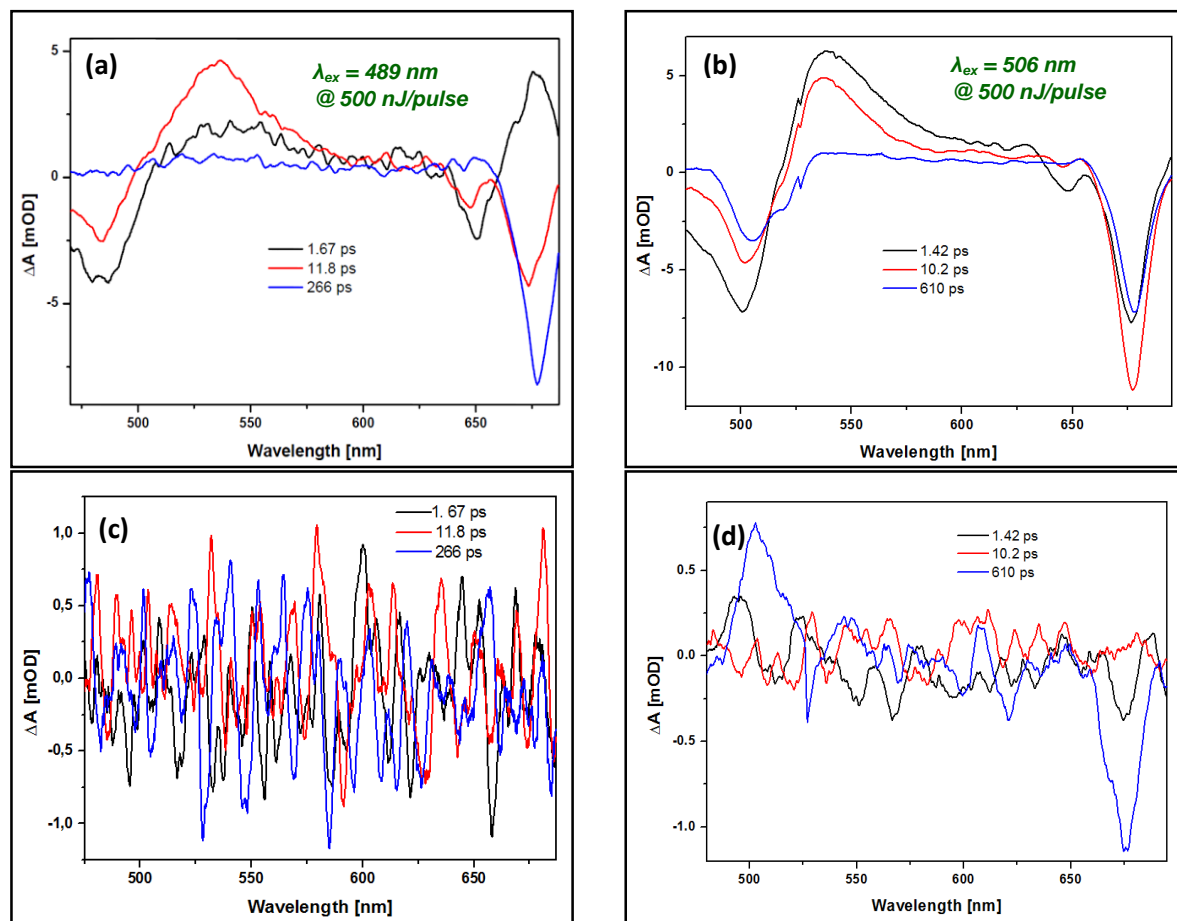 (a)
λex = 489 nm
@ 500 nJ/pulse
5
0
-5
ΔA [mOD]
1.67 ps
11.8 ps
266 ps
500
550
600
650
Wavelength [nm]
(b)
λex = 506 nm
@ 500 nJ/pulse
5
0
-5
-10
ΔA [mOD]
1.42 ps
10.2 ps
610 ps
500
550
600
650
Wavelength [nm]
(c)
1. 67 ps
11.8 ps
266 ps
1,0
0,5
0,0
-0,5
-1,0
ΔA [mOD]
500
550
600
650
Wavelength [nm]
(d)
1.42 ps
10.2 ps
610 ps
0.5
0.0
-0.5
-1.0
ΔA [mOD]
500
550
600
650
Wavelength [nm]